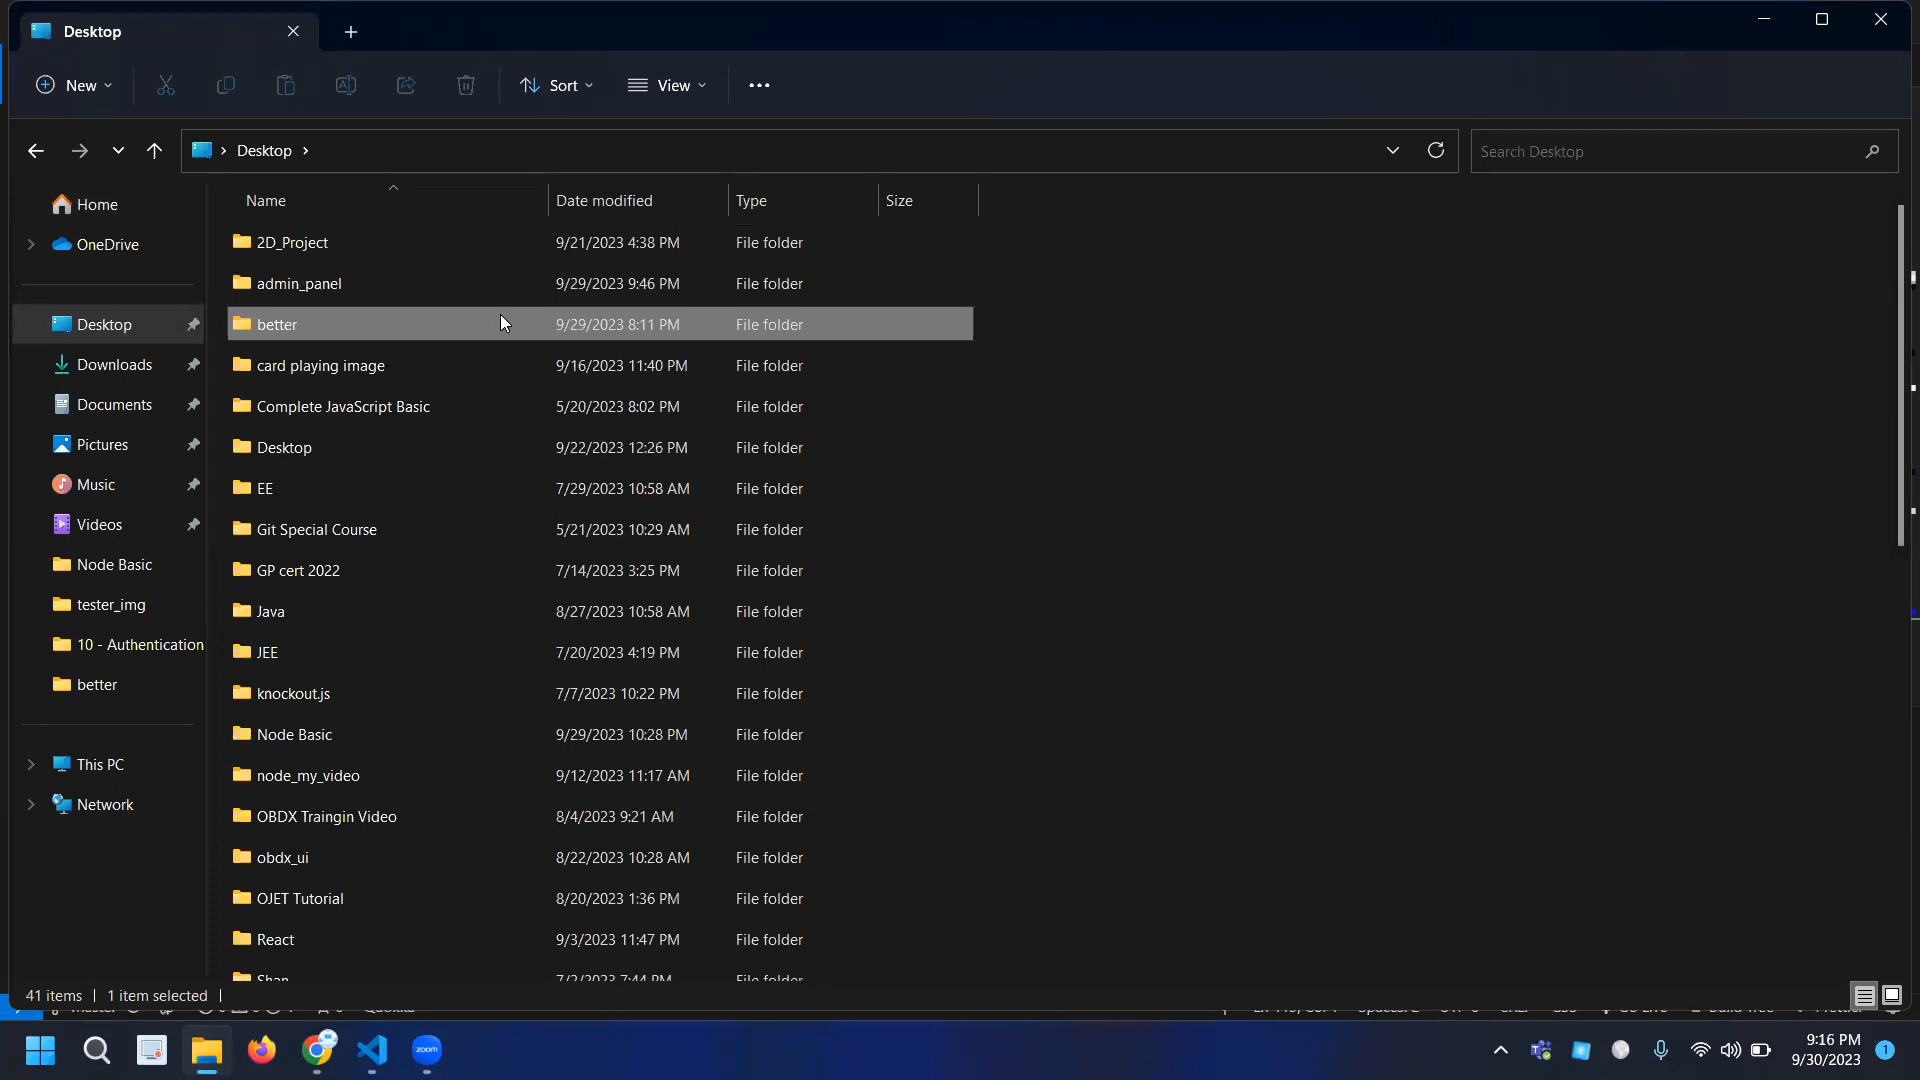 Desktop
New
Sort
View
Desktop
Search Desktop
Home
OneDrive
Desktop
Downloads
Documents
Pictures
Music
Videos
Node Basic
tester_img
10 - Authentication
better
This PC
Network
Name Date modified Type Size
2D_Project 9/21/2023 4:38 PM File folder
admin_panel 9/29/2023 9:46 PM File folder
better 9/29/2023 8:11 PM File folder
card playing image 9/16/2023 11:40 PM File folder
Complete JavaScript Basic 5/20/2023 8:02 PM File folder
Desktop 9/22/2023 12:26 PM File folder
EE 7/29/2023 10:58 AM File folder
Git Special Course 5/21/2023 10:29 AM File folder
GP cert 2022 7/14/2023 3:25 PM File folder
Java 8/27/2023 10:58 AM File folder
JEE 7/20/2023 4:19 PM File folder
knockout.js 7/7/2023 10:22 PM File folder
Node Basic 9/29/2023 10:28 PM File folder
node_my_video 9/12/2023 11:17 AM File folder
OBDX Traingin Video 8/4/2023 9:21 AM File folder
obdx_ui 8/22/2023 10:28 AM File folder
OJET Tutorial 8/20/2023 1:36 PM File folder
React 9/3/2023 11:47 PM File folder
Shan 7/2/2023 7:44 PM File folder
41 items 1 item selected
zoom
9:16 PM
9/30/2023
1